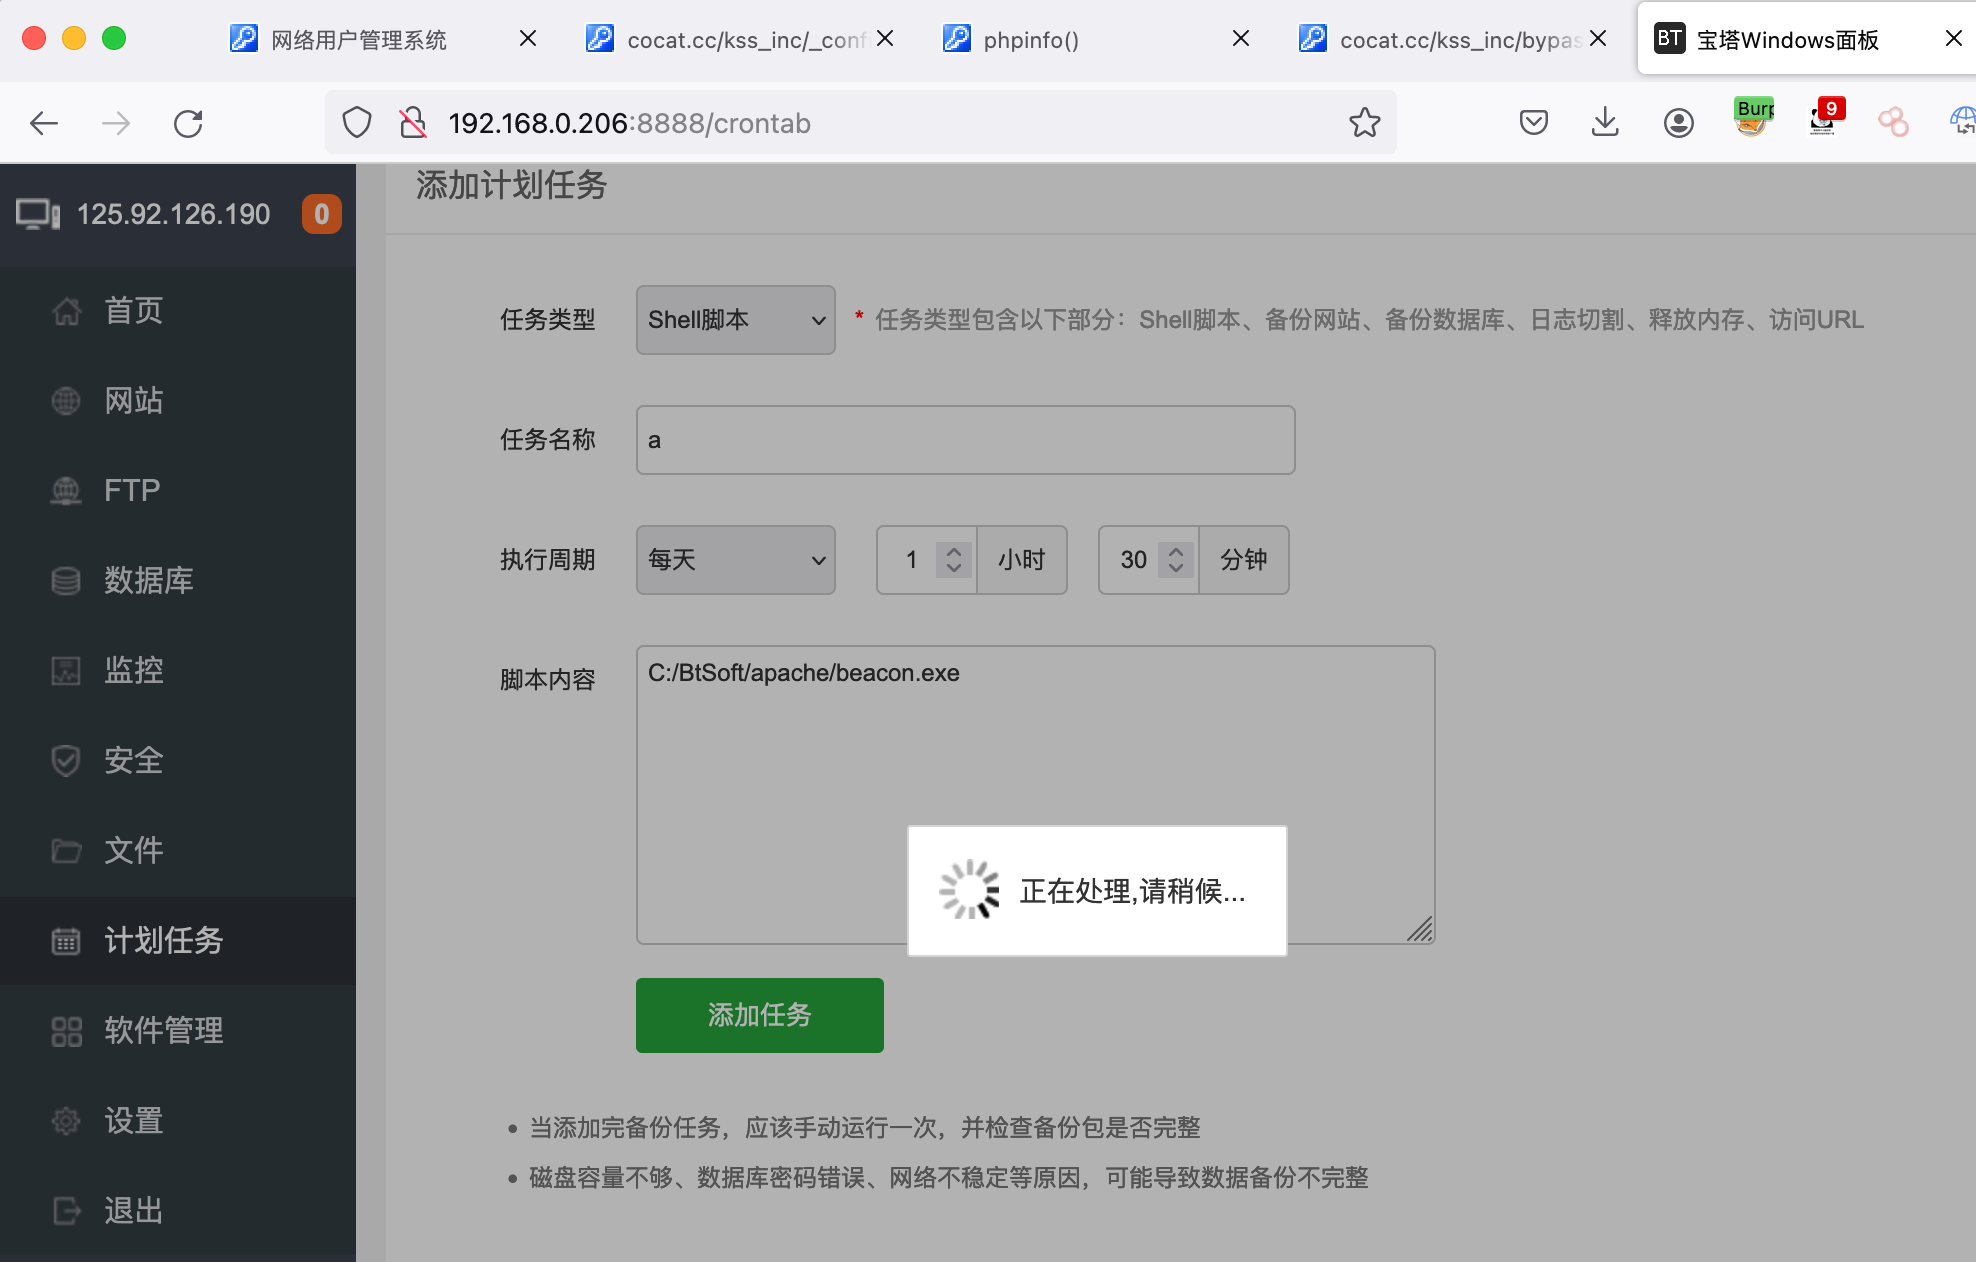 网络用户管理系统
cocat.cc/kss_inc/_conf
phpinfo()
cocat.cc/kss_inc/bypas
BT 宝塔Windows面板
192.168.0.206:8888/crontab
Burp
9
125.92.126.190 0
首页
网站
FTP
数据库
监控
安全
文件
计划任务
软件管理
设置
退出
添加计划任务
任务类型 Shell脚本 * 任务类型包含以下部分：Shell脚本、备份网站、备份数据库、日志切割、释放内存、访问URL
任务名称 a
执行周期 每天 1 小时 30 分钟
脚本内容 C:/BtSoft/apache/beacon.exe
正在处理,请稍候...
添加任务
• 当添加完备份任务，应该手动运行一次，并检查备份包是否完整
• 磁盘容量不够、数据库密码错误、网络不稳定等原因，可能导致数据备份不完整